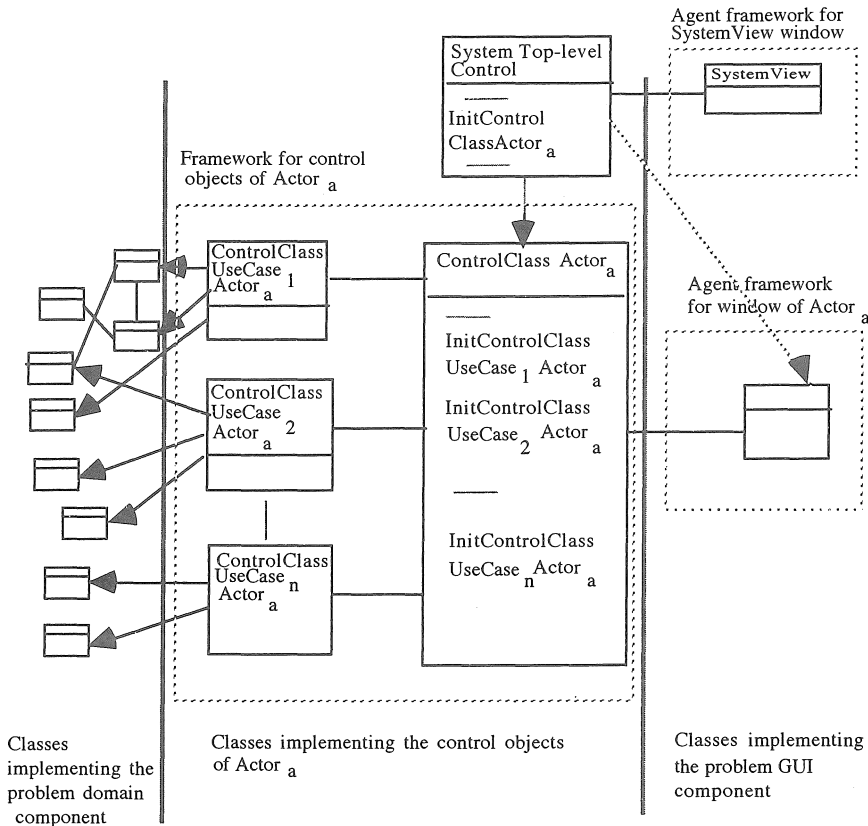 Agent framework for
SystemView window
System Top-level
Control
InitControl
ClassActor a
SystemView
Framework for control
objects of Actor a
ControlClass
UseCase 1
Actor a
ControlClass Actor a
InitControlClass
UseCase 1 Actor a
InitControlClass
UseCase 2 Actor a
InitControlClass
UseCase n Actor a
Agent framework
for window of Actor a
ControlClass
UseCase 2
Actor a
ControlClass
UseCase n
Actor a
Classes
implementing the
problem domain
component
Classes implementing the control objects
of Actor a
Classes implementing
the problem GUI
component